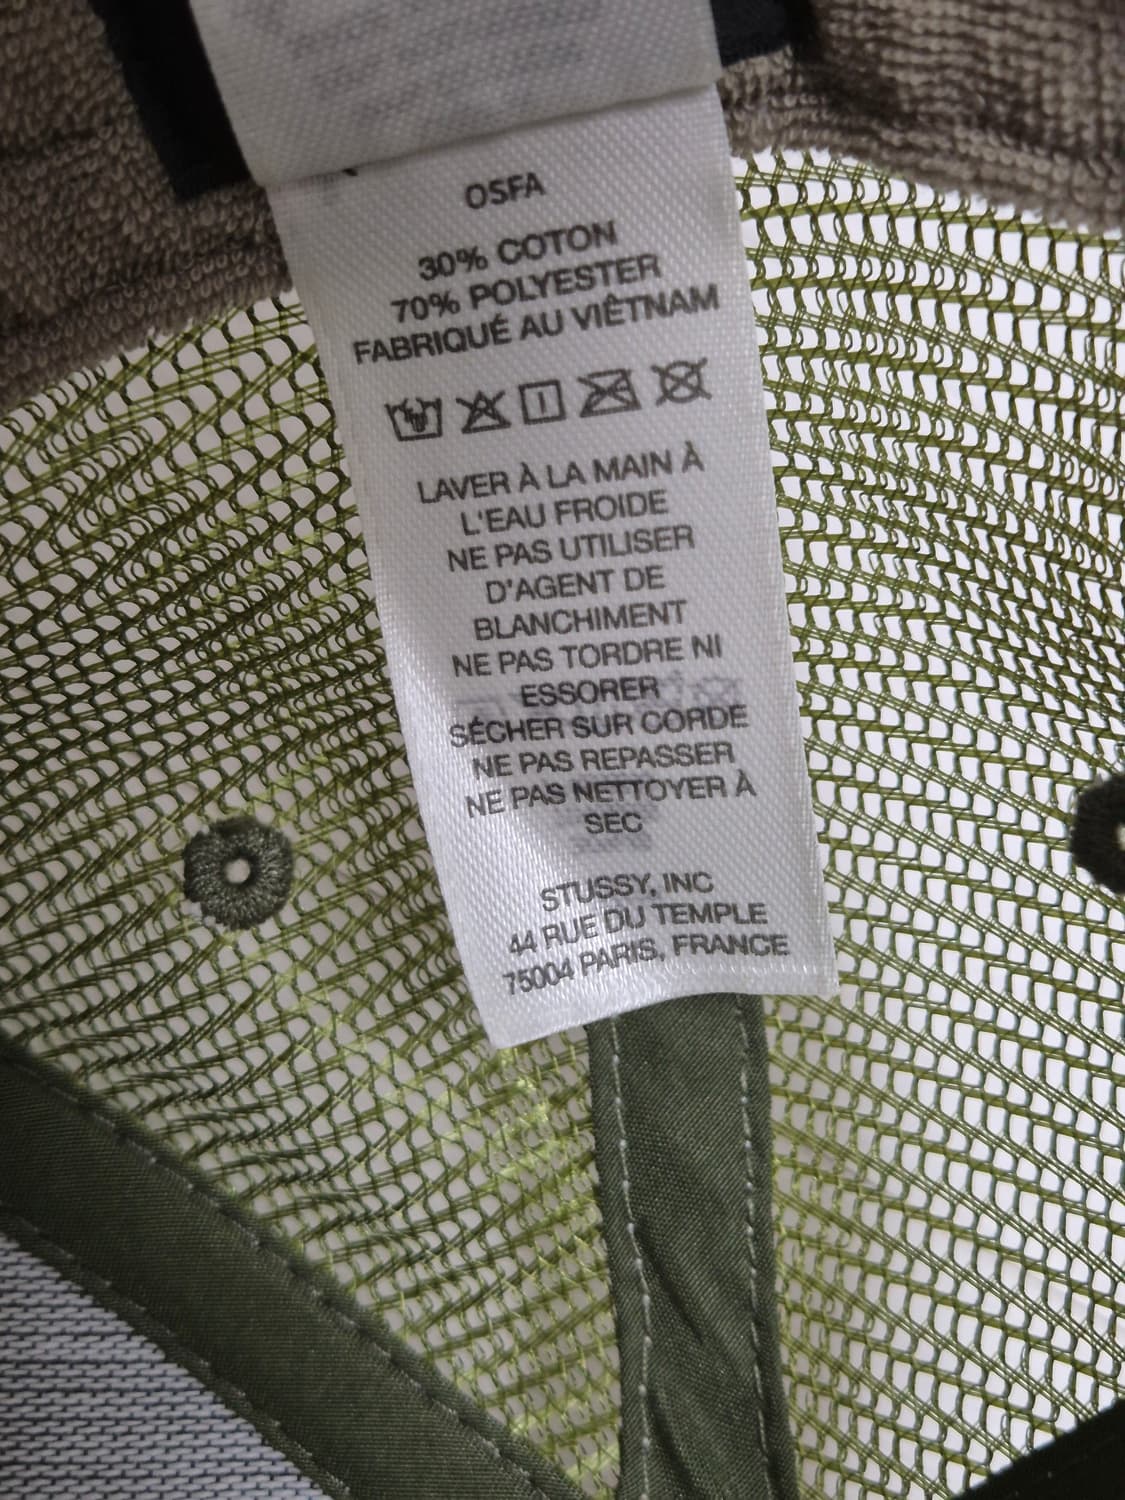 OSFA
30% COTON
70% POLYESTER
FABRIQUÉ AU VIÊTNAM
LAVER À LA MAIN À
L'EAU FROIDE
NE PAS UTILISER
D'AGENT DE
BLANCHIMENT
NE PAS TORDRE NI
ESSORER
SÉCHER SUR CORDE
NE PAS REPASSER
NE PAS NETTOYER À
SEC
STUSSY, INC
44 RUE DU TEMPLE
75004 PARIS, FRANCE